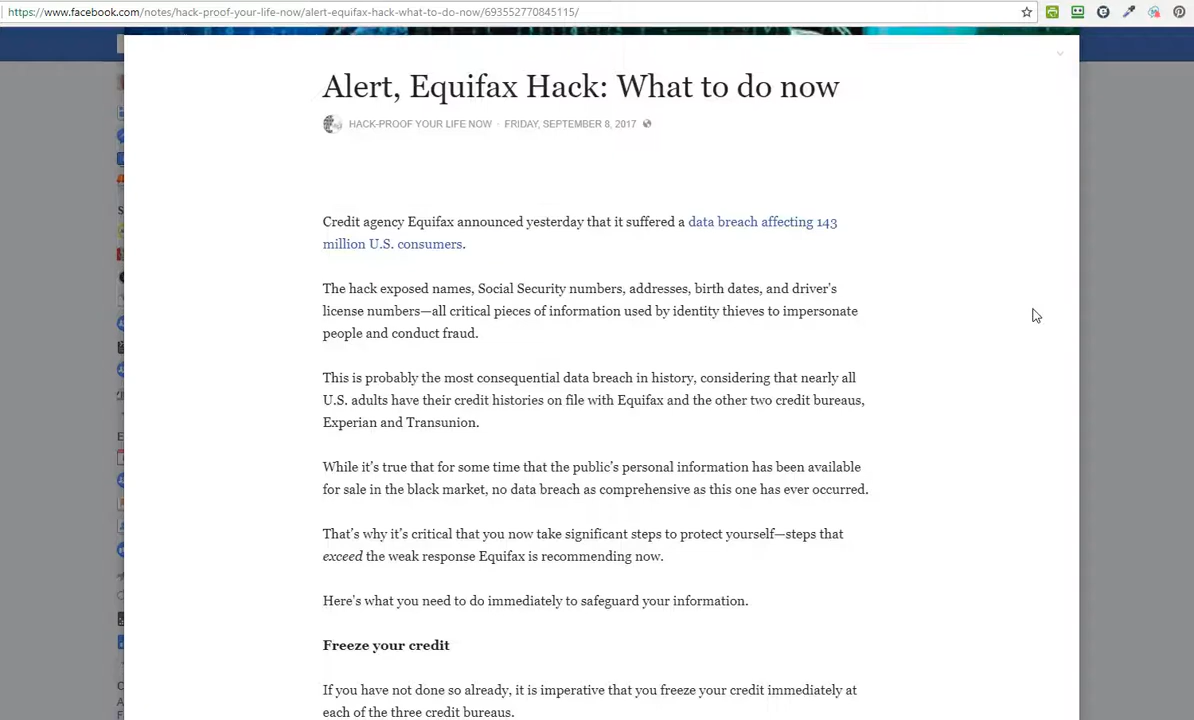 https://www.facebook.com/notes/hack-proof-your-life-now/alert-equifax-hack-what-to-do-now/693552770845115/
Alert, Equifax Hack: What to do now
HACK-PROOF YOUR LIFE NOW · FRIDAY, SEPTEMBER 8, 2017
Credit agency Equifax announced yesterday that it suffered a data breach affecting 143
million U.S. consumers.
The hack exposed names, Social Security numbers, addresses, birth dates, and driver's
license numbers—all critical pieces of information used by identity thieves to impersonate
people and conduct fraud.
This is probably the most consequential data breach in history, considering that nearly all
U.S. adults have their credit histories on file with Equifax and the other two credit bureaus,
Experian and Transunion.
While it's true that for some time that the public's personal information has been available
for sale in the black market, no data breach as comprehensive as this one has ever occurred.
That's why it's critical that you now take significant steps to protect yourself—steps that
exceed the weak response Equifax is recommending now.
Here's what you need to do immediately to safeguard your information.
Freeze your credit
If you have not done so already, it is imperative that you freeze your credit immediately at
each of the three credit bureaus.